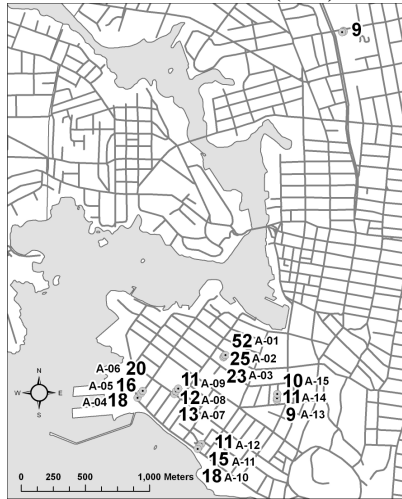 9
52 A-01
25 A-02
23 A-03
A-06 20
A-05 16
A-04 18
11 A-09
12 A-08
13 A-07
10 A-15
11 A-14
9 A-13
11 A-12
15 A-11
18 A-10
N
W E
S
0 250 500 1,000 Meters